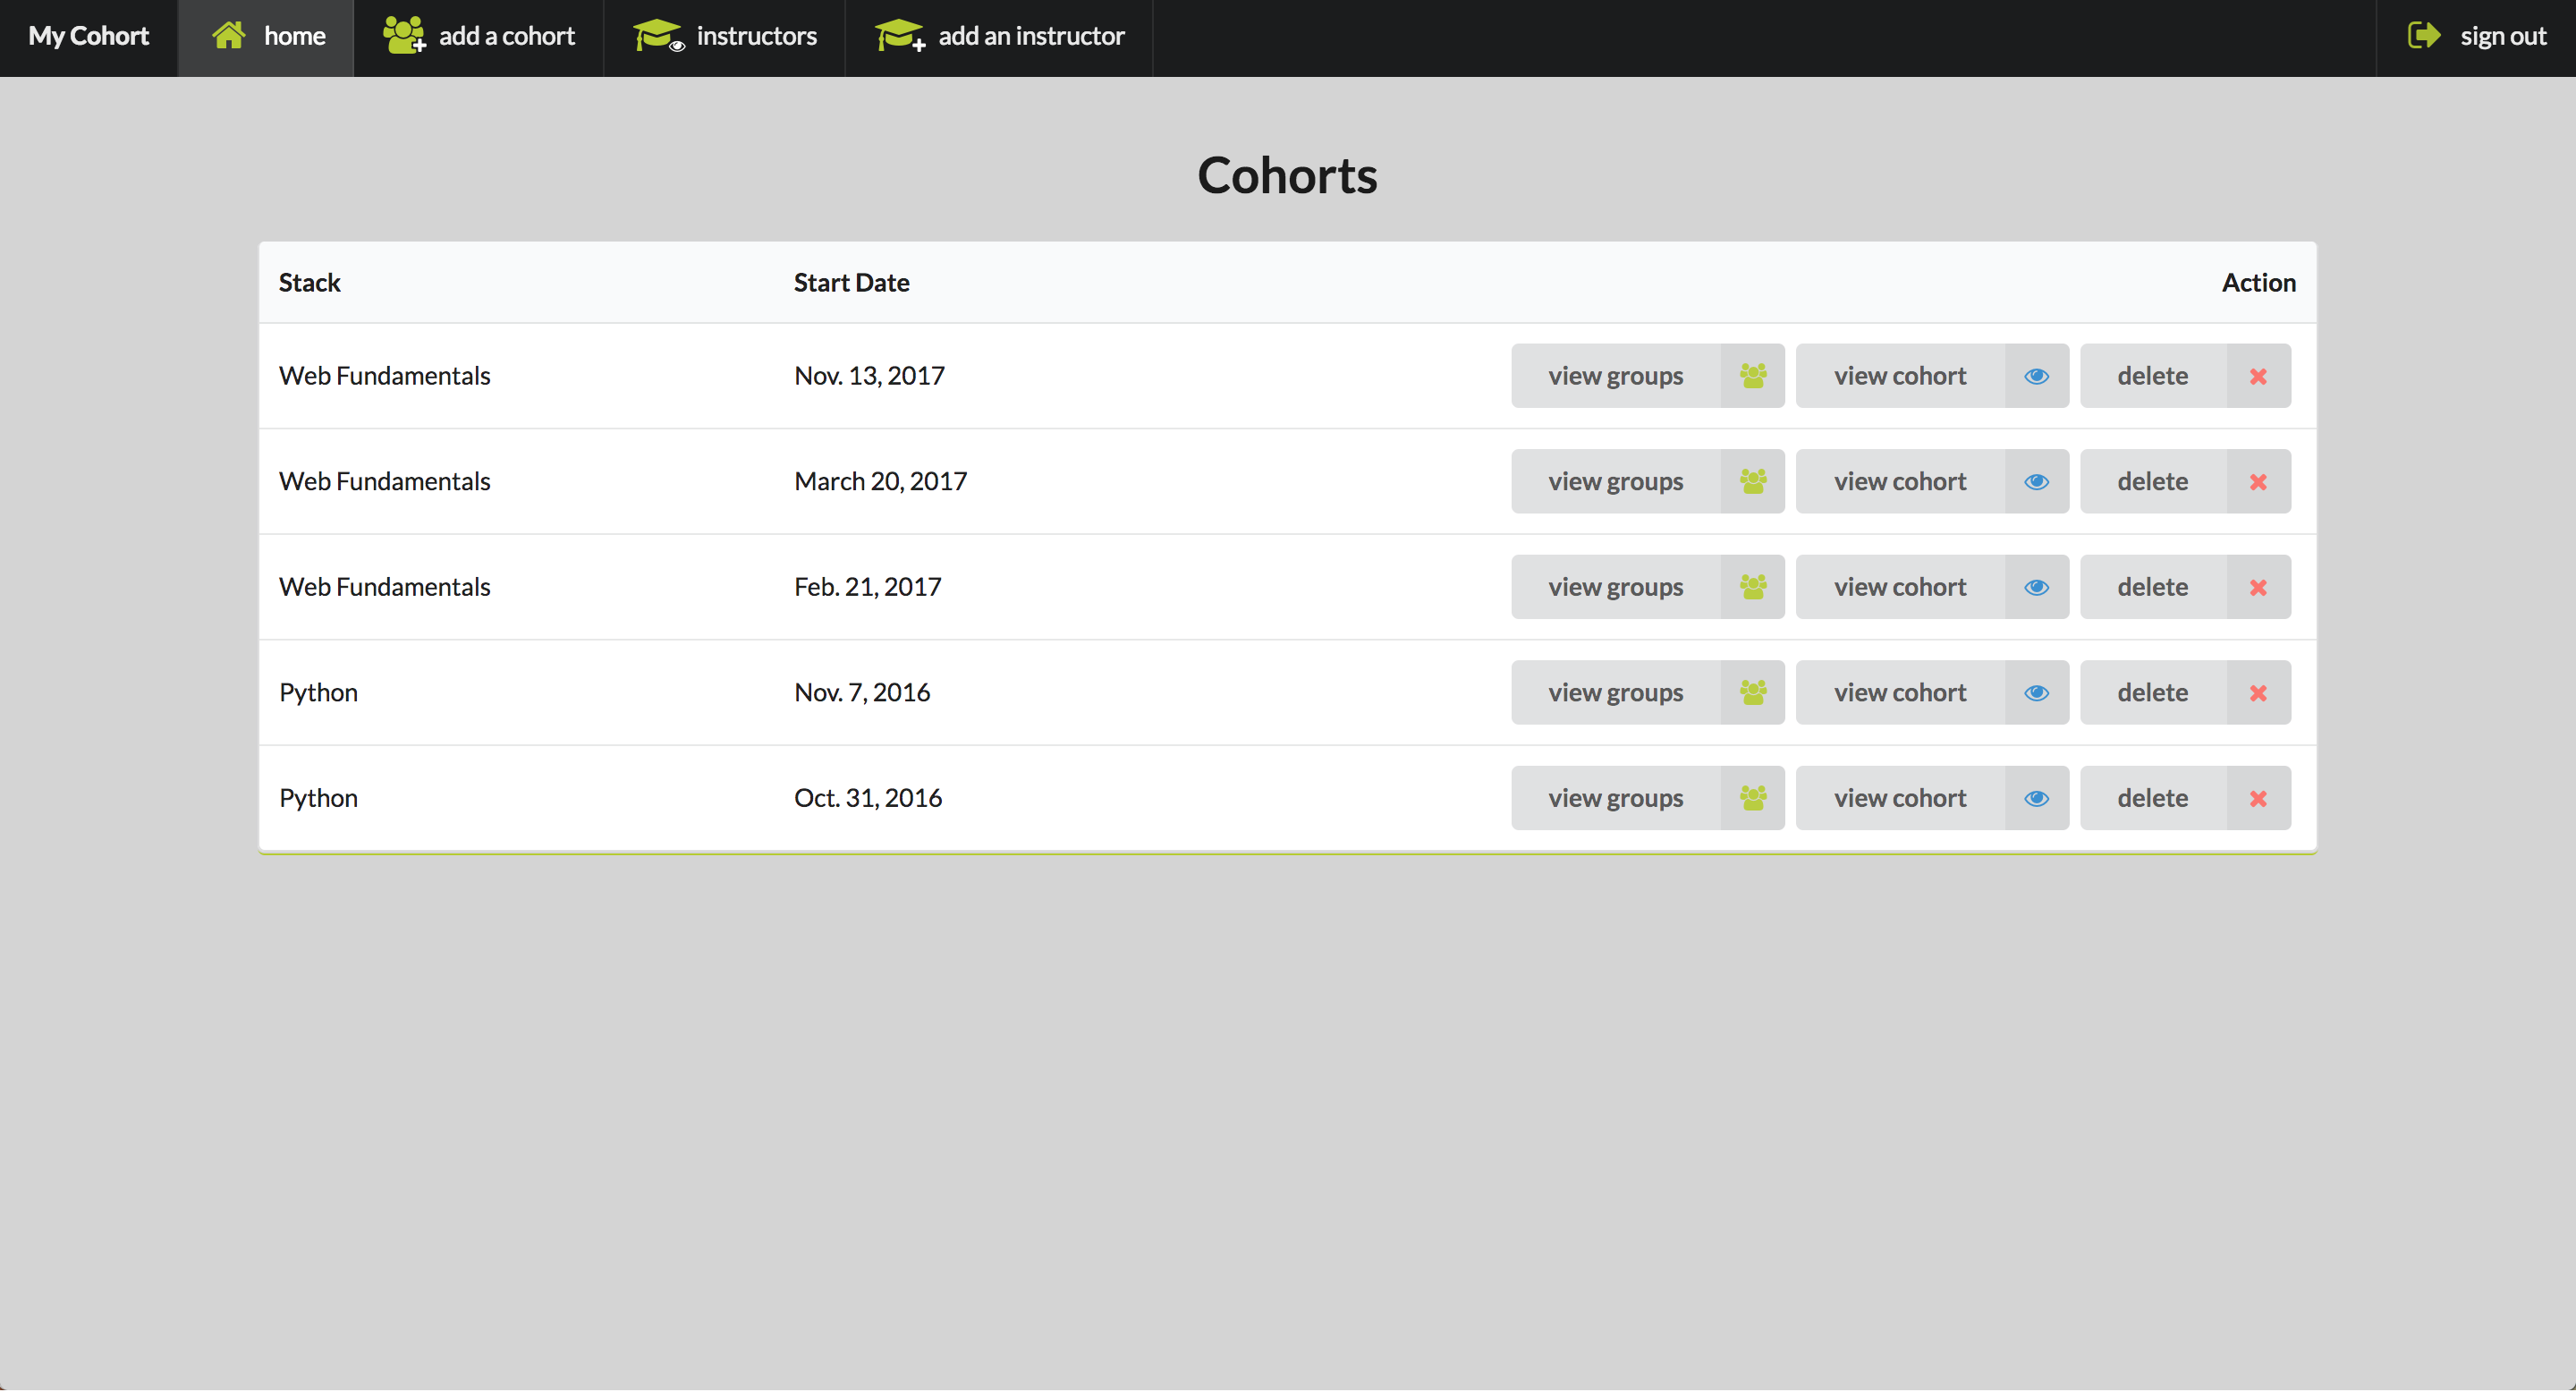 My Cohort home add a cohort instructors add an instructor sign out
Cohorts
Stack Start Date Action
Web Fundamentals Nov. 13, 2017 view groups view cohort delete
Web Fundamentals March 20, 2017 view groups view cohort delete
Web Fundamentals Feb. 21, 2017 view groups view cohort delete
Python Nov. 7, 2016 view groups view cohort delete
Python Oct. 31, 2016 view groups view cohort delete